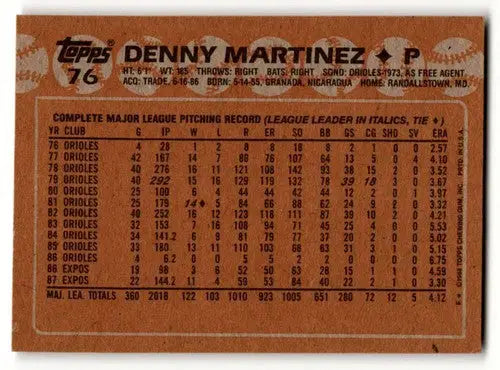 Topps
76
DENNY MARTINEZ ♦ P
HT: 6'1" WT: 185 THROWS: RIGHT BATS: RIGHT SGND: ORIOLES-1973, AS FREE AGENT
ACQ: TRADE, 6-16-86 BORN: 5-14-55, GRANADA, NICARAGUA HOME: RANDALLSTOWN, MD.
COMPLETE MAJOR LEAGUE PITCHING RECORD (LEAGUE LEADER IN ITALICS, TIE ♦)
YR CLUB G IP W L R ER SO BB GS CG SHO SV ERA
76 ORIOLES 4 28 1 2 8 8 18 8 2 1 0 0 2.57
77 ORIOLES 42 167 14 7 86 76 107 64 13 5 0 4 4.10
78 ORIOLES 40 276 16 11 121 108 142 93 38 15 2 0 3.52
79 ORIOLES 40 292 15 16 129 119 132 78 39 18 3 0 3.67
80 ORIOLES 25 100 6 4 44 44 42 44 12 2 0 1 3.97
81 ORIOLES 25 179 14♦ 5 84 66 88 62 24 9 2 0 3.32
82 ORIOLES 40 252 16 12 123 118 111 87 39 10 2 0 4.21
83 ORIOLES 32 153 7 16 108 94 71 45 25 4 0 0 5.53
84 ORIOLES 34 141.2 6 9 81 79 77 37 20 2 0 0 5.02
85 ORIOLES 33 180 13 11 110 103 68 63 31 3 1 0 5.15
86 ORIOLES 4 6.2 0 0 5 5 2 2 0 0 0 0 6.75
86 EXPOS 19 98 3 6 52 50 63 28 15 1 1 0 4.59
87 EXPOS 22 144.2 11 4 59 53 84 40 22 2 1 0 3.30
MAJ. LEA. TOTALS 360 2018 122 103 1010 923 1005 651 280 72 12 5 4.12
©1988 TOPPS CHEWING GUM, INC. PRTD. IN U.S.A.